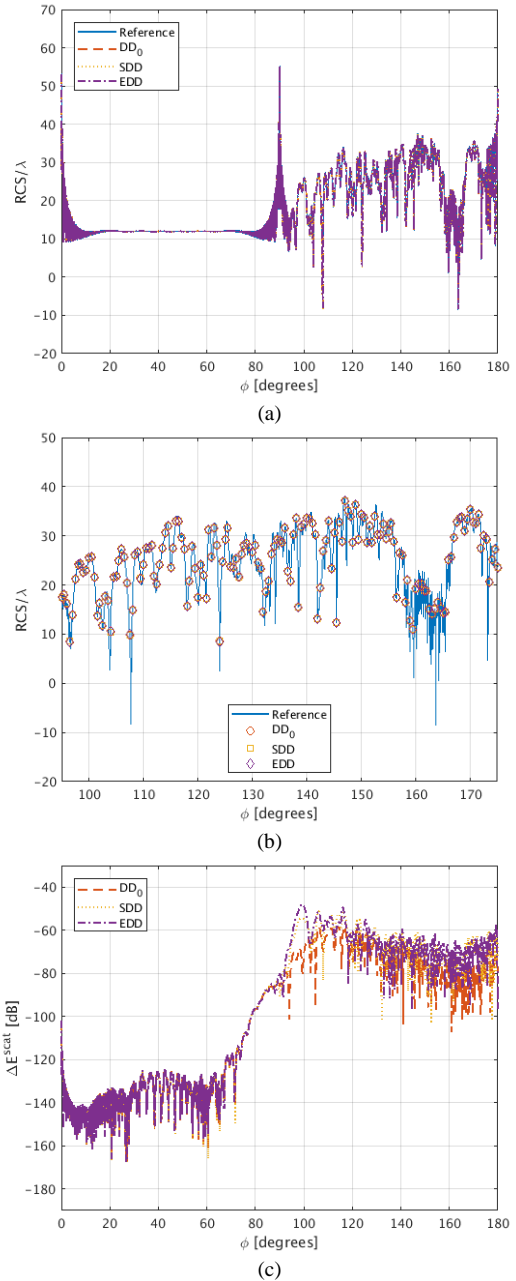 70
60
50
40
30
20
10
0
−10
−20
RCS/λ
Reference
DD0
SDD
EDD
0 20 40 60 80 100 120 140 160 180
ϕ [degrees]
(a)
50
40
30
20
10
0
−10
−20
RCS/λ
Reference
DD0
SDD
EDD
100 110 120 130 140 150 160 170
ϕ [degrees]
(b)
−40
−60
−80
−100
−120
−140
−160
−180
ΔE^scat [dB]
DD0
SDD
EDD
0 20 40 60 80 100 120 140 160 180
ϕ [degrees]
(c)